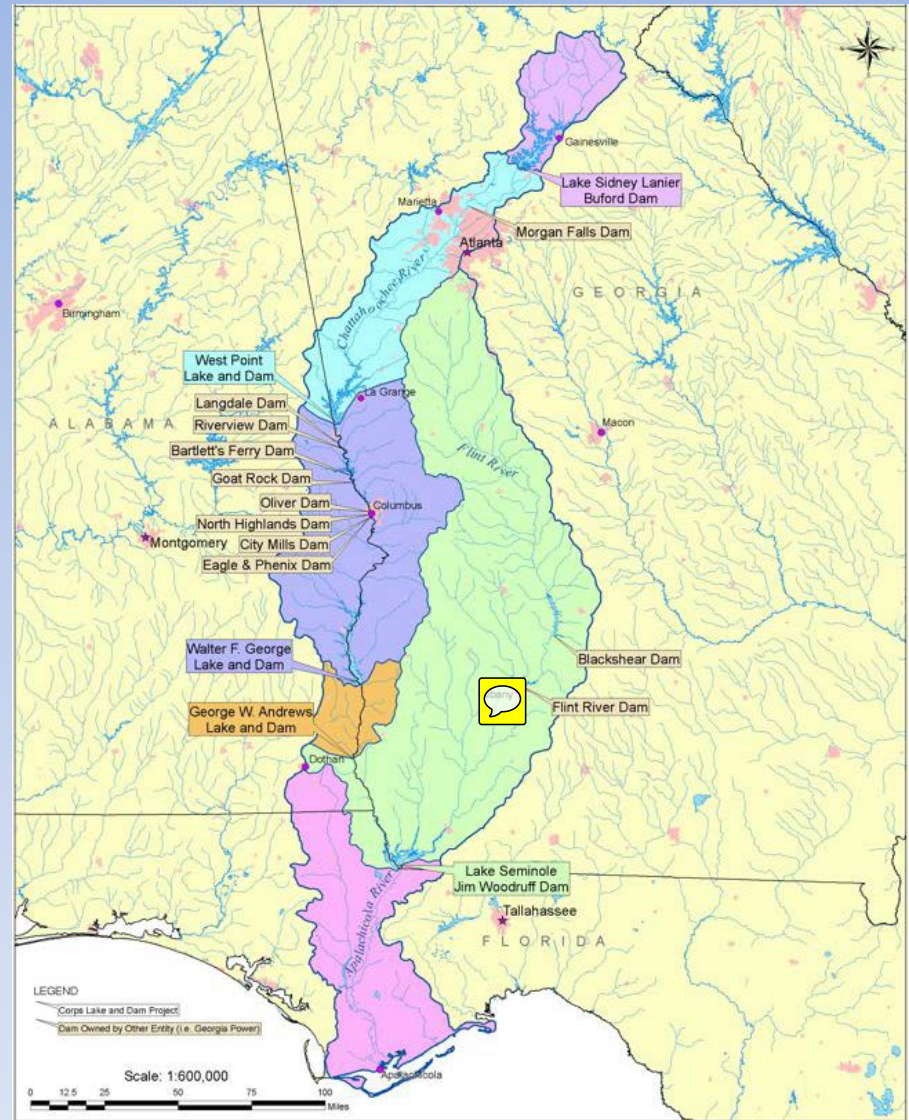 Gainesville
Lake Sidney Lanier
Buford Dam
Marietta
Morgan Falls Dam
Atlanta
Chattahoochee River
GEORGIA
Birmingham
West Point
Lake and Dam
La Grange
Langdale Dam
ALABAMA
Riverview Dam
Macon
Bartlett's Ferry Dam
Flint River
Goat Rock Dam
Oliver Dam
Columbus
North Highlands Dam
Montgomery
City Mills Dam
Eagle & Phenix Dam
Walter F. George
Lake and Dam
Blackshear Dam
Flint River Dam
George W. Andrews
Lake and Dam
Dothan
Lake Seminole
Jim Woodruff Dam
Tallahassee
Apalachicola River
FLORIDA
LEGEND
Corps Lake and Dam Project
Dam Owned by Other Entity (i.e. Georgia Power)
Scale: 1:600,000
Apalachicola
0 12.5 25 50 75 100
Miles